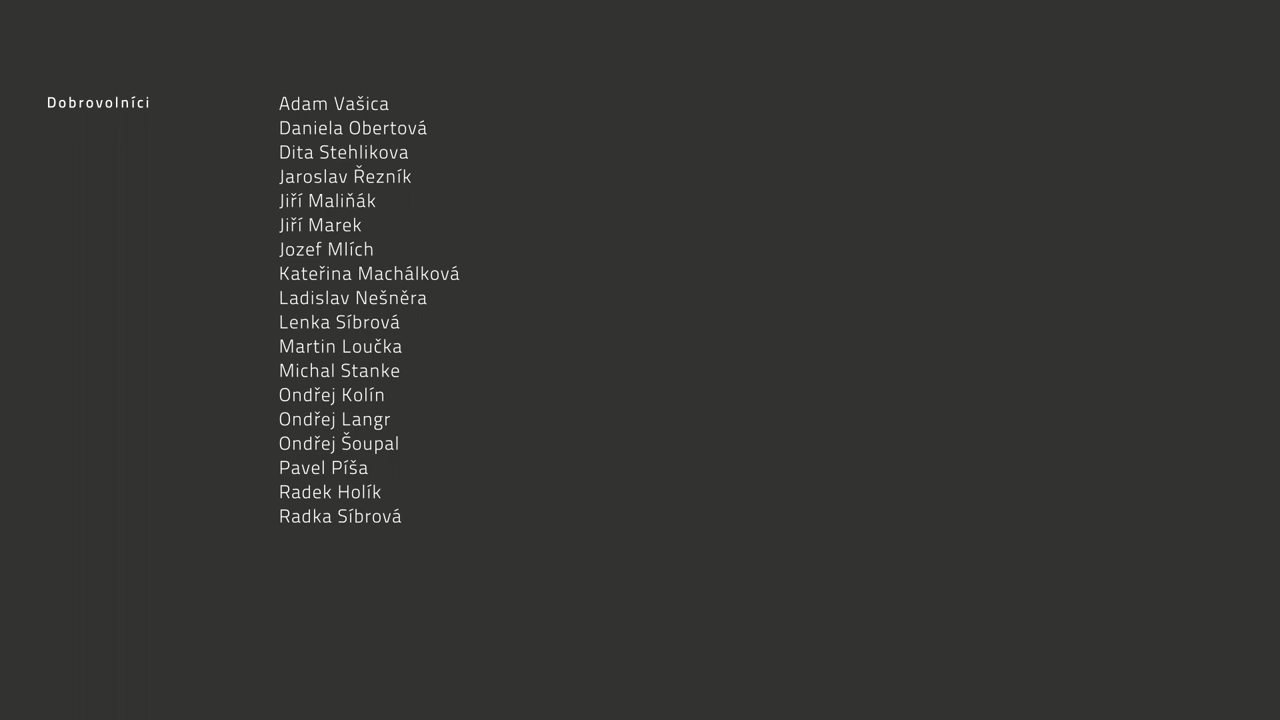 Dobrovolníci
Adam Vašica
Daniela Obertová
Dita Stehlikova
Jaroslav Řezník
Jiří Maliňák
Jiří Marek
Jozef Mlích
Kateřina Machálková
Ladislav Nešněra
Lenka Síbrová
Martin Loučka
Michal Stanke
Ondřej Kolín
Ondřej Langr
Ondřej Šoupal
Pavel Píša
Radek Holík
Radka Síbrová